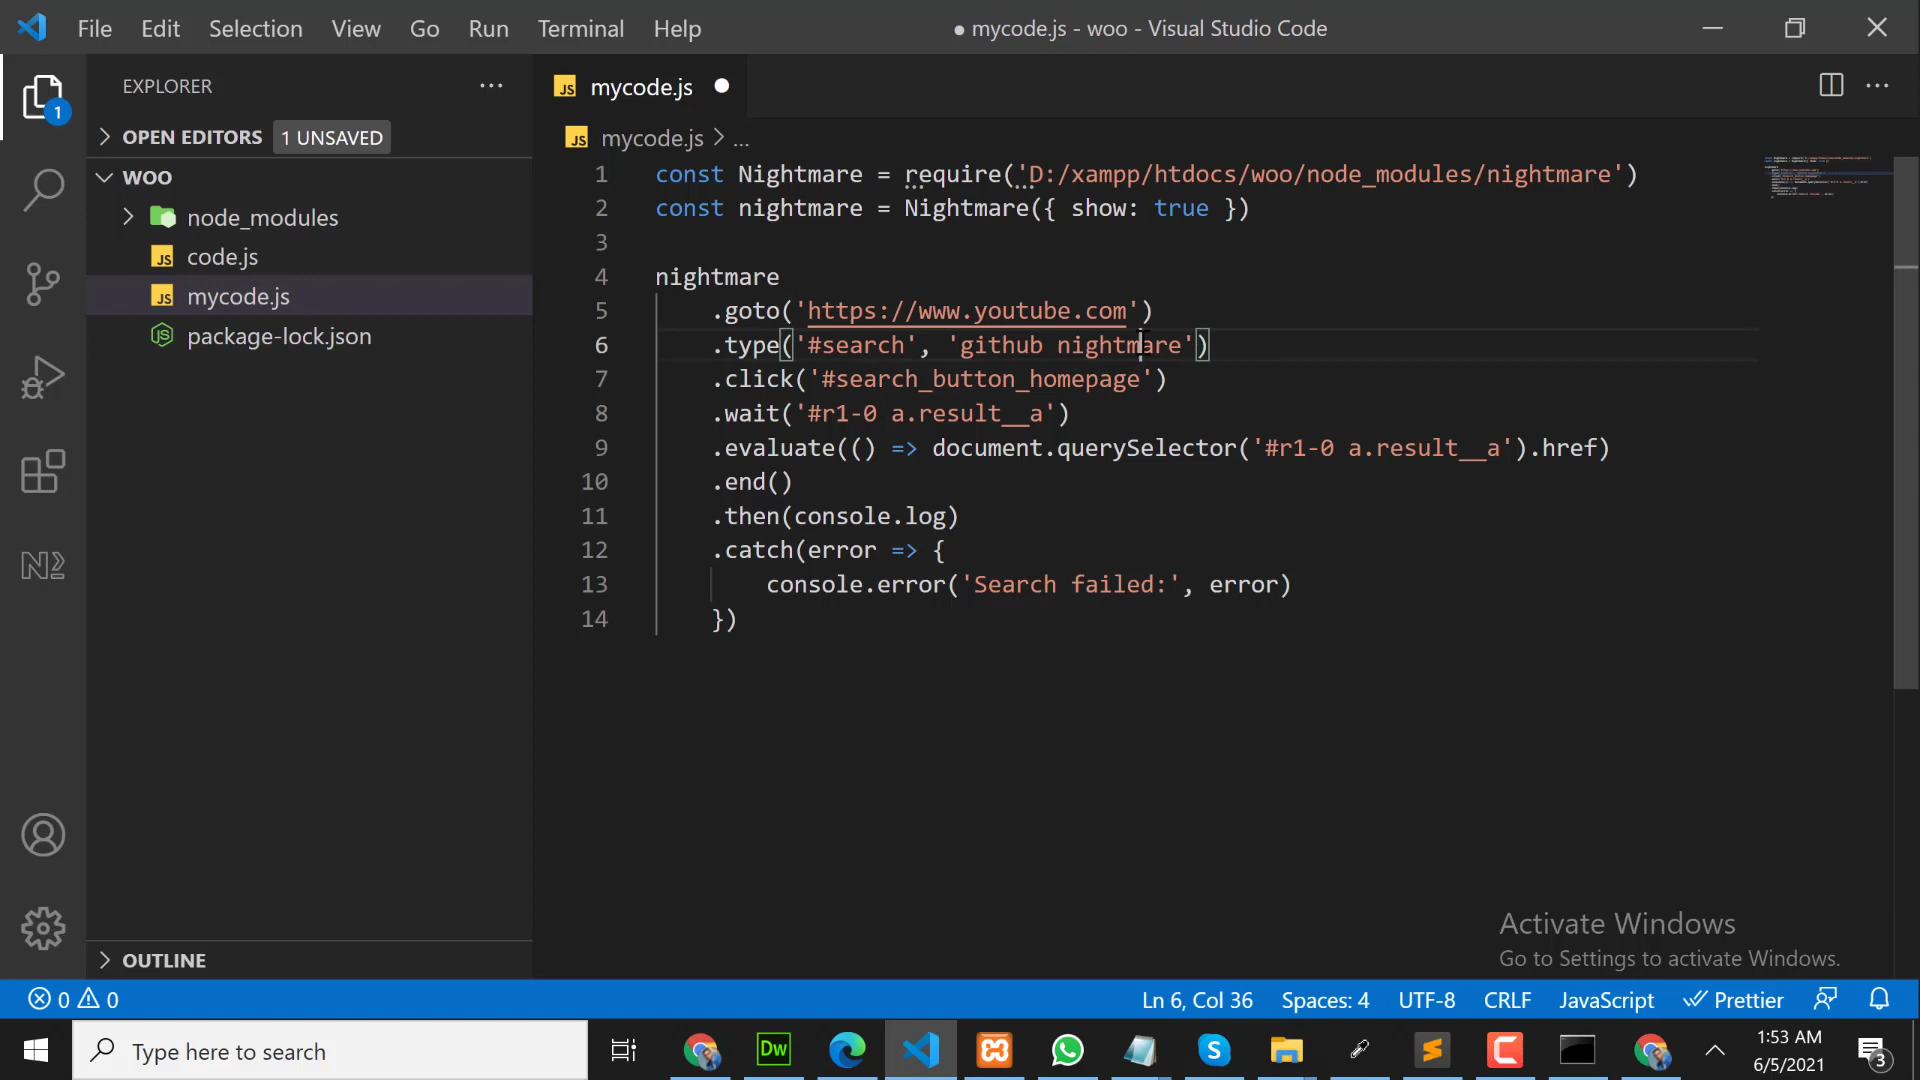 File Edit Selection View Go Run Terminal Help
● mycode.js - woo - Visual Studio Code
EXPLORER
1
OPEN EDITORS 1 UNSAVED
WOO
node_modules
JS code.js
JS mycode.js
package-lock.json
OUTLINE
JS mycode.js
JS mycode.js > ...
1 const Nightmare = require('D:/xampp/htdocs/woo/node_modules/nightmare')
2 const nightmare = Nightmare({ show: true })
3
4 nightmare
5 .goto('https://www.youtube.com')
6 .type('#search', 'github nightmare')
7 .click('#search_button_homepage')
8 .wait('#r1-0 a.result__a')
9 .evaluate(() => document.querySelector('#r1-0 a.result__a').href)
10 .end()
11 .then(console.log)
12 .catch(error => {
13 console.error('Search failed:', error)
14 })
Activate Windows
Go to Settings to activate Windows.
0 0
Ln 6, Col 36 Spaces: 4 UTF-8 CRLF JavaScript Prettier
Type here to search
Dw
1:53 AM
6/5/2021
3